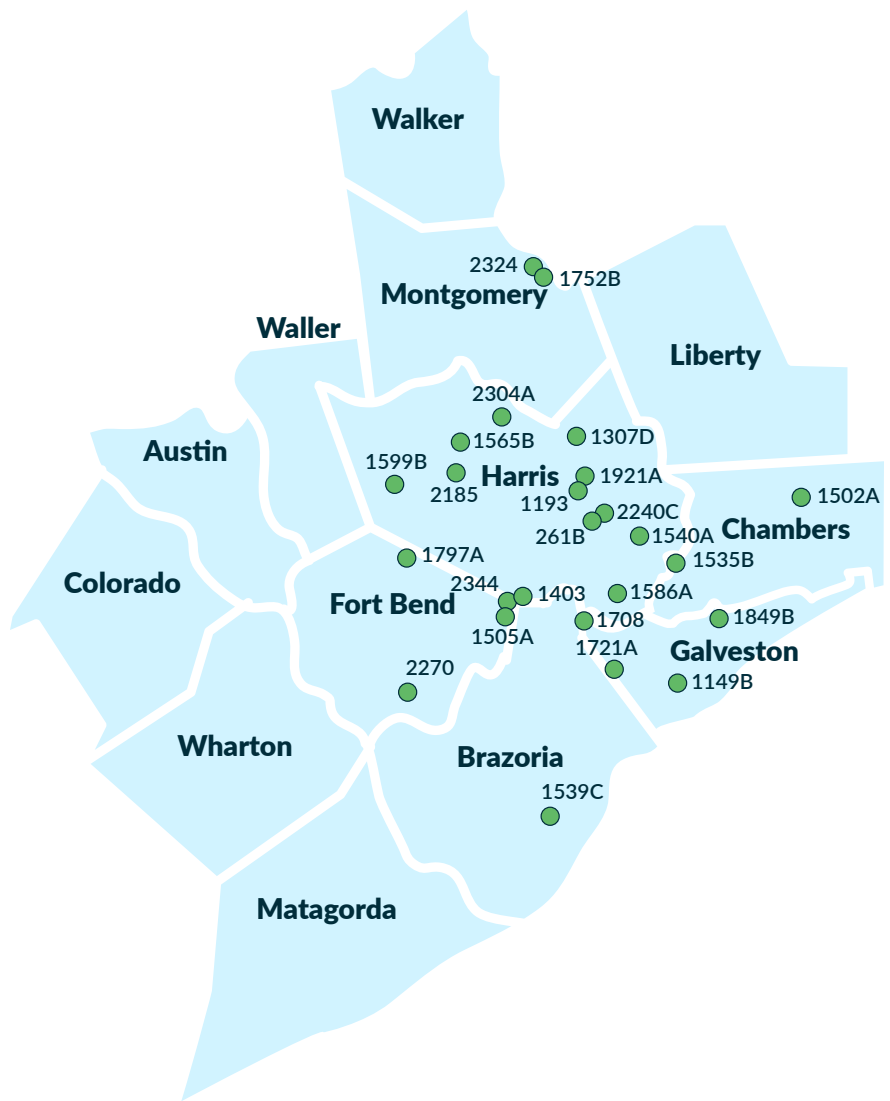 Walker
2324
1752B
Montgomery
Waller
Liberty
2304A
1565B
1307D
Austin
1599B
2185
Harris
1921A
1193
1502A
2240C
261B
1540A
Chambers
1797A
1535B
Colorado
2344
1403
1586A
Fort Bend
1505A
1708
1849B
1721A
Galveston
2270
1149B
Wharton
Brazoria
1539C
Matagorda